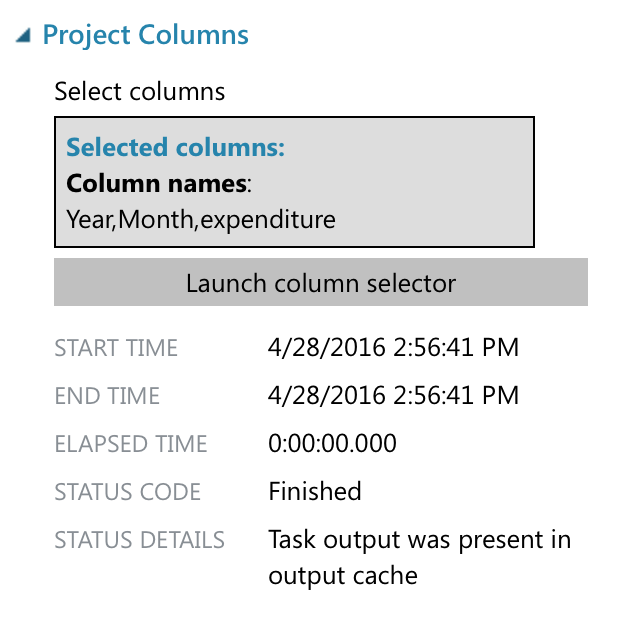 Project Columns
Select columns
Selected columns:
Column names:
Year,Month,expenditure
Launch column selector
START TIME 4/28/2016 2:56:41 PM
END TIME 4/28/2016 2:56:41 PM
ELAPSED TIME 0:00:00.000
STATUS CODE Finished
STATUS DETAILS Task output was present in
output cache